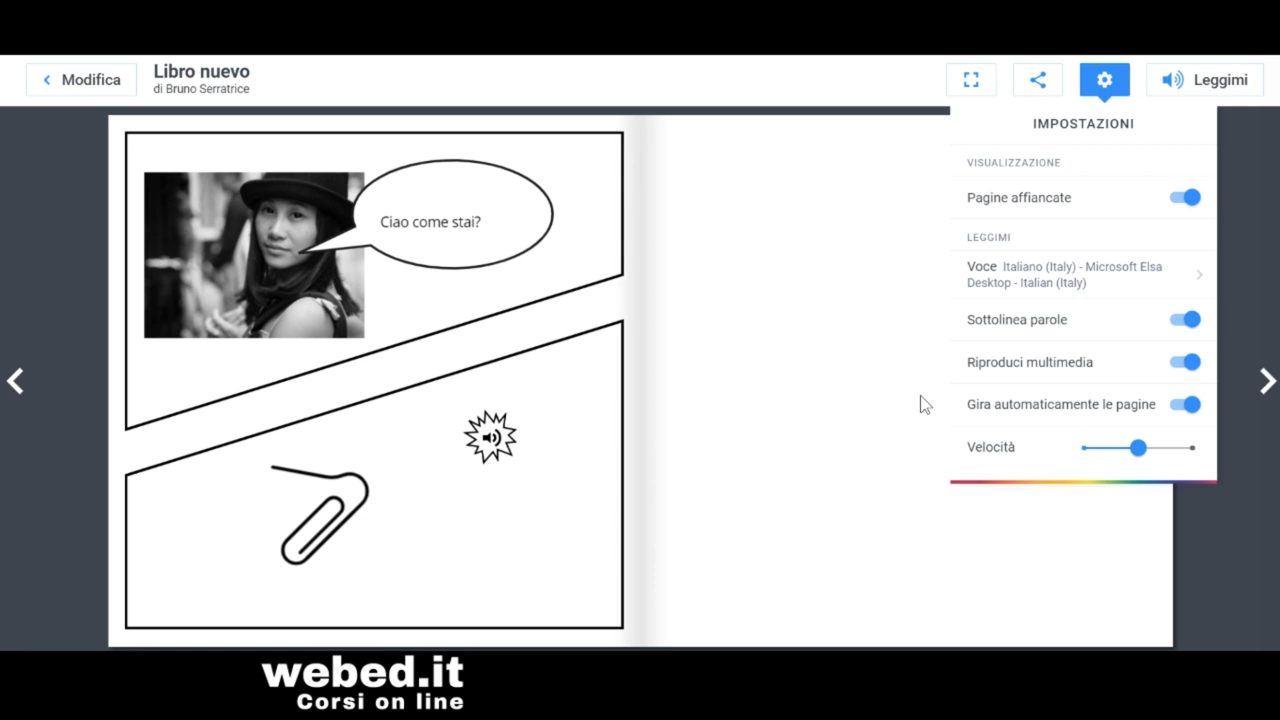 Modifica
Libro nuevo
di Bruno Serratrice
Leggimi
IMPOSTAZIONI
VISUALIZZAZIONE
Pagine affiancate
LEGGIMI
Voce Italiano (Italy) - Microsoft Elsa
Desktop - Italian (Italy)
Sottolinea parole
Riproduci multimedia
Gira automaticamente le pagine
Velocità
Ciao come stai?
webed.it
Corsi on line